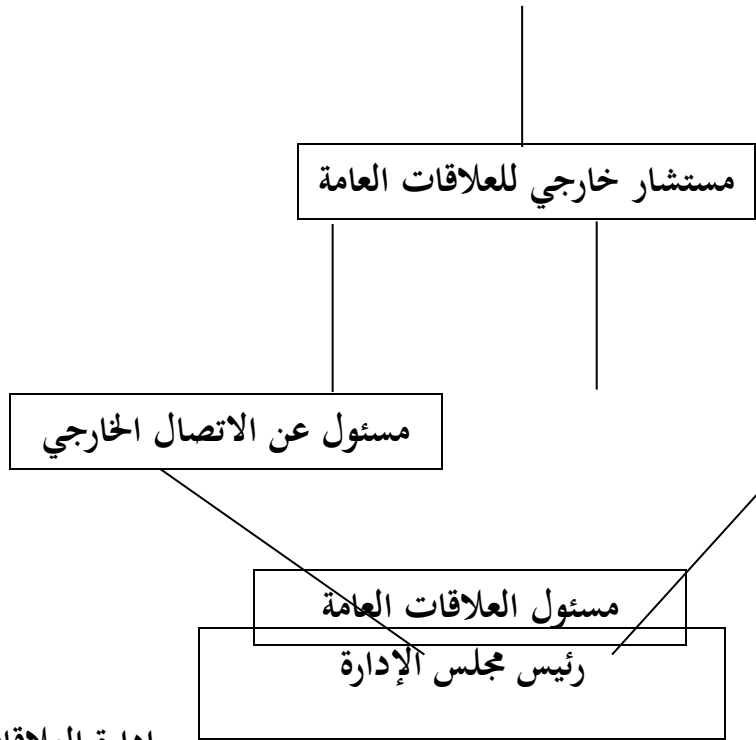 مستشار خارجي للعلاقات العامة
مسئول عن الاتصال الخارجي
مسئول العلاقات العامة
رئيس مجلس الإدارة